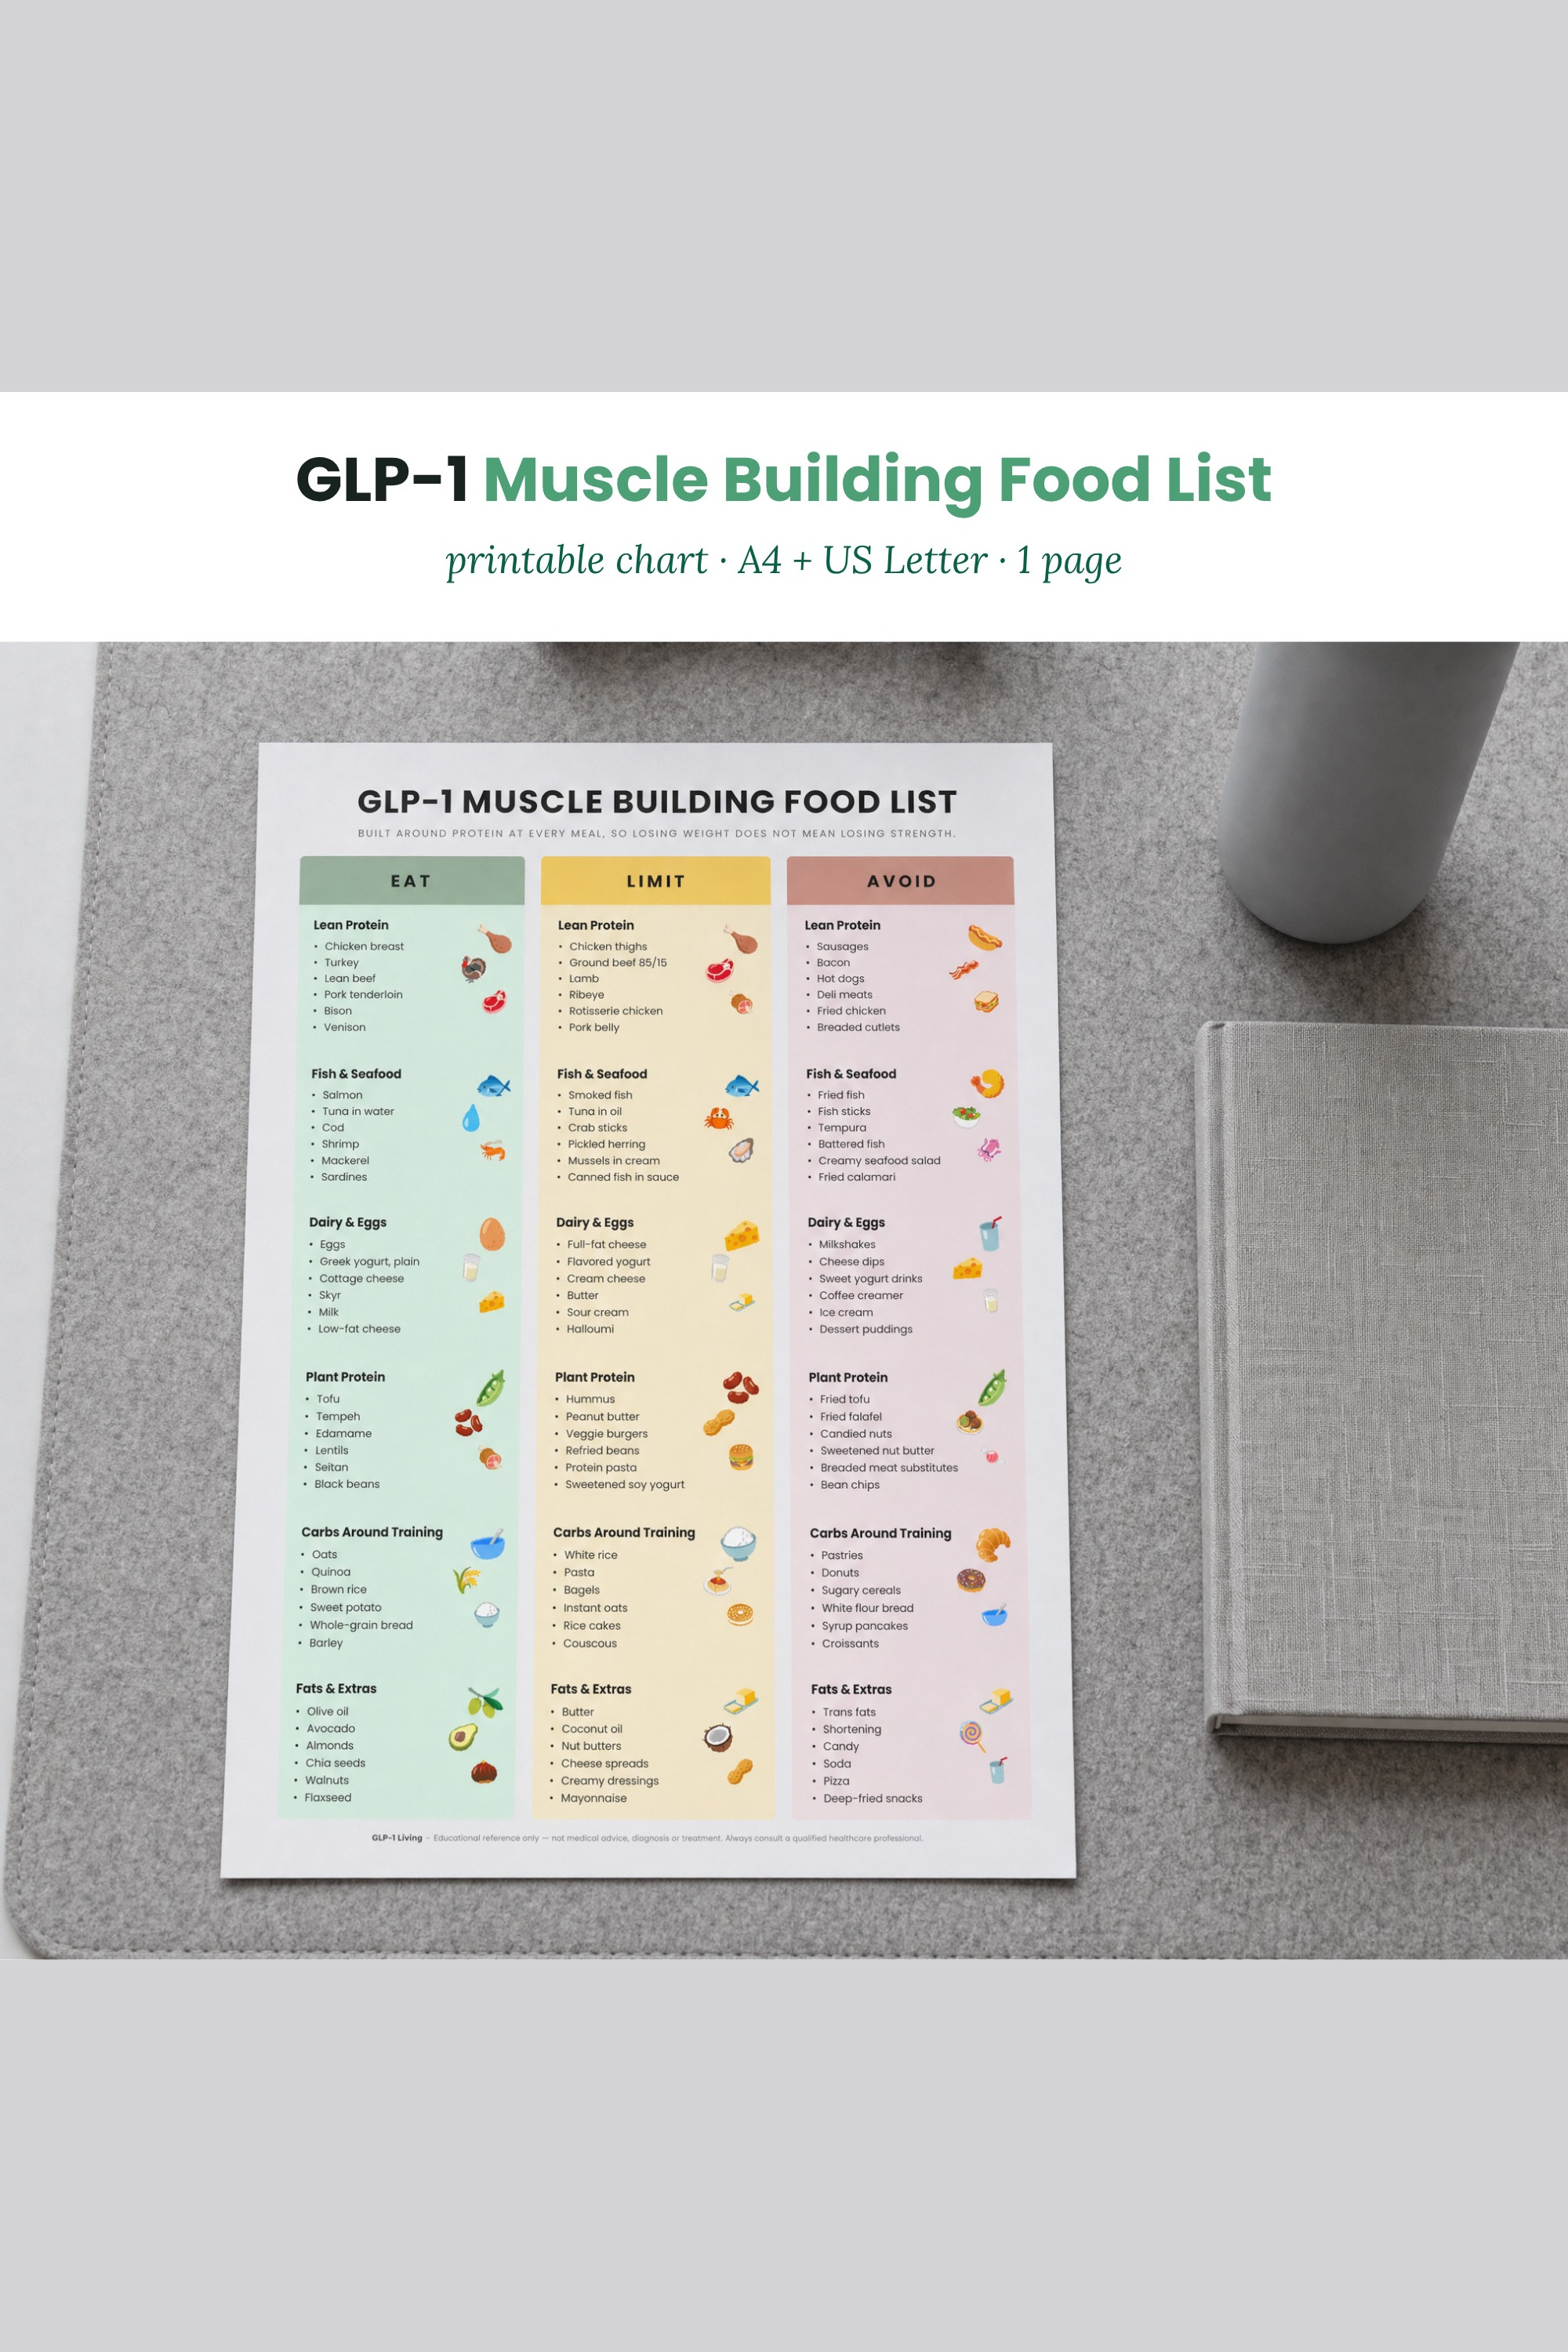 GLP-1 Muscle Building Food List
printable chart · A4 + US Letter · 1 page
GLP-1 MUSCLE BUILDING FOOD LIST
BUILT AROUND PROTEIN AT EVERY MEAL, SO LOSING WEIGHT DOES NOT MEAN LOSING STRENGTH.
EAT
Lean Protein
• Chicken breast
• Turkey
• Lean beef
• Pork tenderloin
• Bison
• Venison
Fish & Seafood
• Salmon
• Tuna in water
• Cod
• Shrimp
• Mackerel
• Sardines
Dairy & Eggs
• Eggs
• Greek yogurt, plain
• Cottage cheese
• Skyr
• Milk
• Low-fat cheese
Plant Protein
• Tofu
• Tempeh
• Edamame
• Lentils
• Seitan
• Black beans
Carbs Around Training
• Oats
• Quinoa
• Brown rice
• Sweet potato
• Whole-grain bread
• Barley
Fats & Extras
• Olive oil
• Avocado
• Almonds
• Chia seeds
• Walnuts
• Flaxseed
LIMIT
Lean Protein
• Chicken thighs
• Ground beef 85/15
• Lamb
• Ribeye
• Rotisserie chicken
• Pork belly
Fish & Seafood
• Smoked fish
• Tuna in oil
• Crab sticks
• Pickled herring
• Mussels in cream
• Canned fish in sauce
Dairy & Eggs
• Full-fat cheese
• Flavored yogurt
• Cream cheese
• Butter
• Sour cream
• Halloumi
Plant Protein
• Hummus
• Peanut butter
• Veggie burgers
• Refried beans
• Protein pasta
• Sweetened soy yogurt
Carbs Around Training
• White rice
• Pasta
• Bagels
• Instant oats
• Rice cakes
• Couscous
Fats & Extras
• Butter
• Coconut oil
• Nut butters
• Cheese spreads
• Creamy dressings
• Mayonnaise
AVOID
Lean Protein
• Sausages
• Bacon
• Hot dogs
• Deli meats
• Fried chicken
• Breaded cutlets
Fish & Seafood
• Fried fish
• Fish sticks
• Tempura
• Battered fish
• Creamy seafood salad
• Fried calamari
Dairy & Eggs
• Milkshakes
• Cheese dips
• Sweet yogurt drinks
• Coffee creamer
• Ice cream
• Dessert puddings
Plant Protein
• Fried tofu
• Fried falafel
• Candied nuts
• Sweetened nut butter
• Breaded meat substitutes
• Bean chips
Carbs Around Training
• Pastries
• Donuts
• Sugary cereals
• White flour bread
• Syrup pancakes
• Croissants
Fats & Extras
• Trans fats
• Shortening
• Candy
• Soda
• Pizza
• Deep-fried snacks
GLP-1 Living – Educational reference only — not medical advice, diagnosis or treatment. Always consult a qualified healthcare professional.